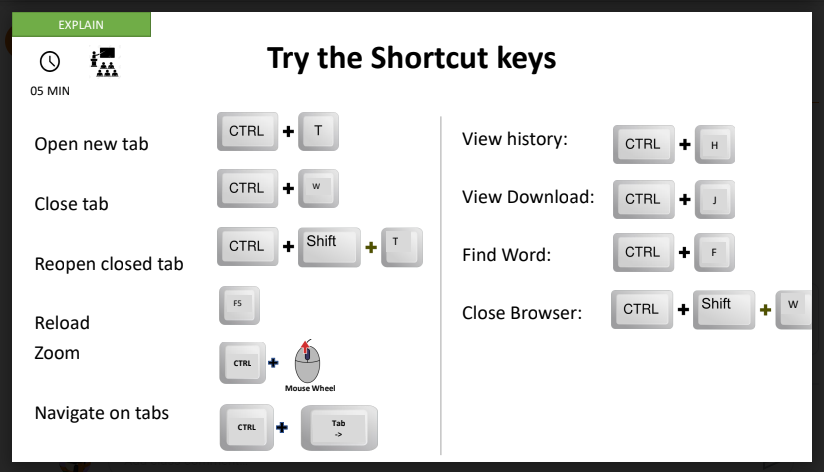 EXPLAIN
Try the Shortcut keys
05 MIN
Open new tab CTRL + T
Close tab CTRL + W
Reopen closed tab CTRL + Shift + T
Reload F5
Zoom CTRL + Mouse Wheel
Navigate on tabs CTRL + Tab ->
View history: CTRL + H
View Download: CTRL + J
Find Word: CTRL + F
Close Browser: CTRL + Shift + W